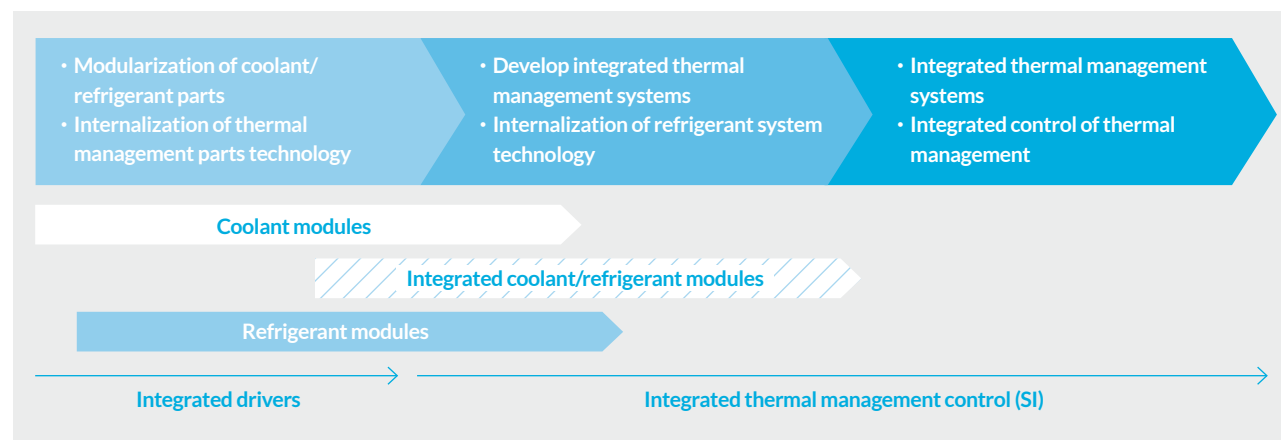 ・Modularization of coolant/
refrigerant parts
・Internalization of thermal
management parts technology
・Develop integrated thermal
management systems
・Internalization of refrigerant system
technology
・Integrated thermal management
systems
・Integrated control of thermal
management
Coolant modules
Integrated coolant/refrigerant modules
Refrigerant modules
Integrated drivers
Integrated thermal management control (SI)